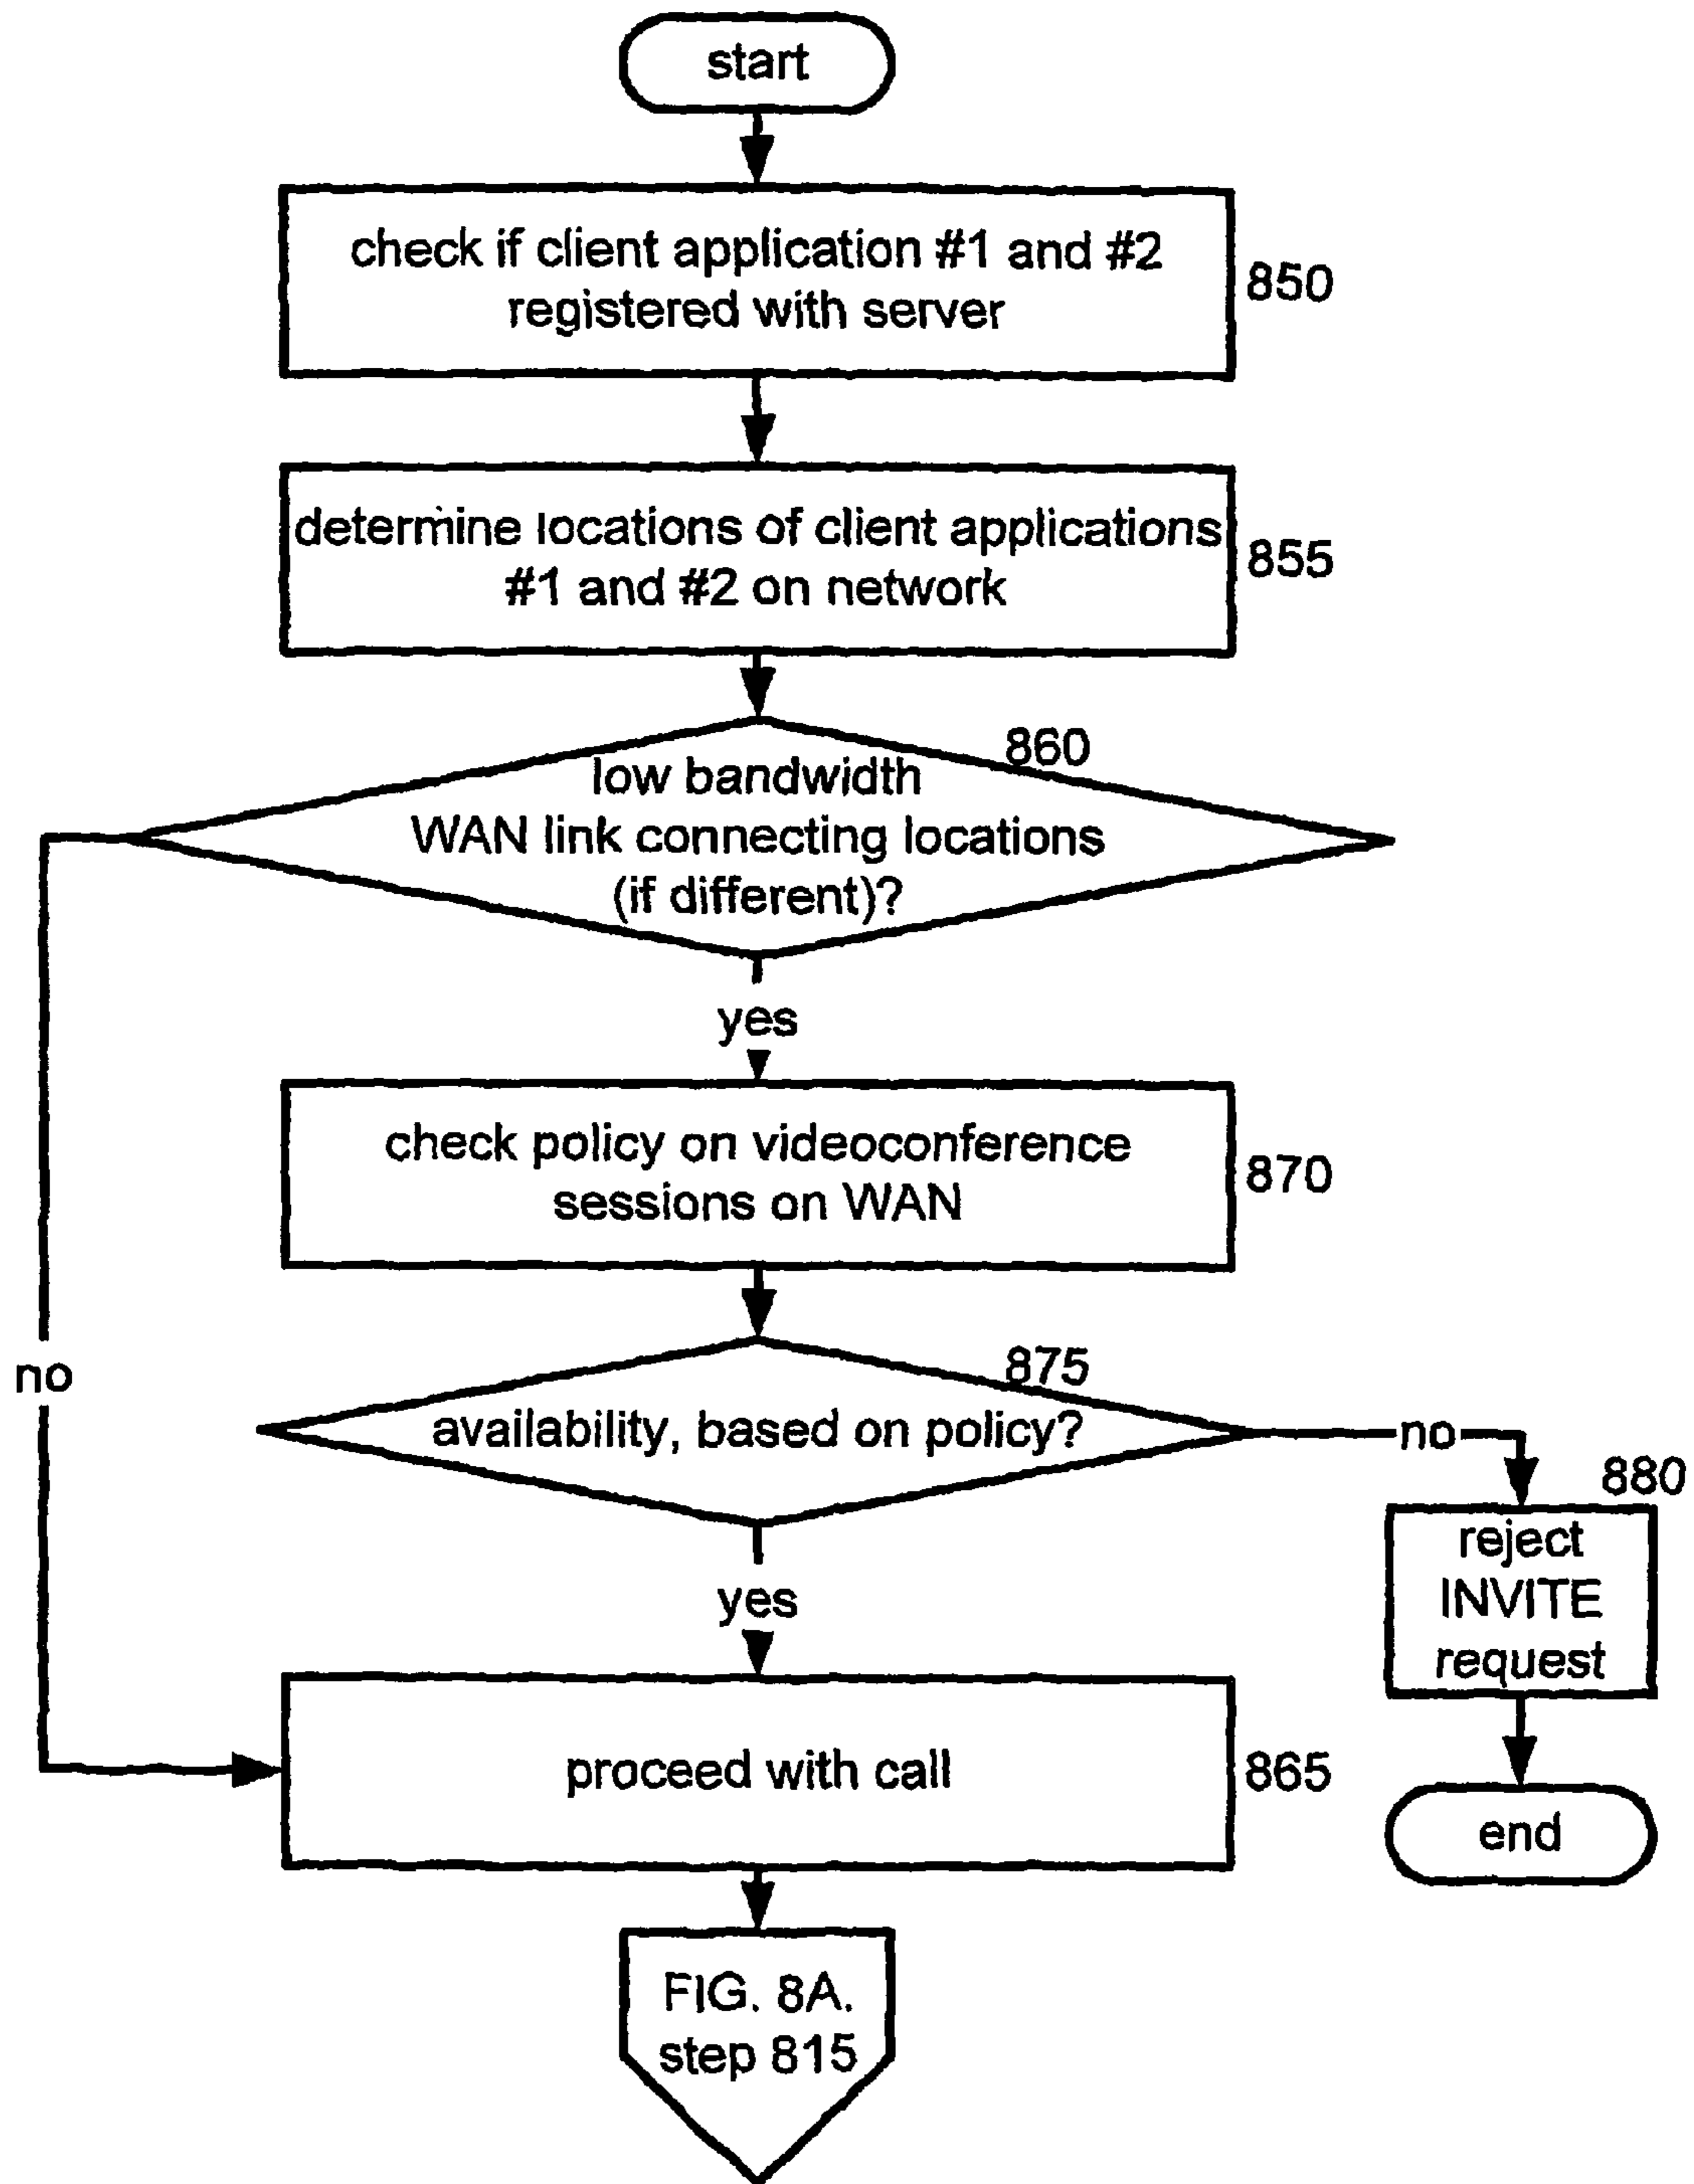 start
check if client application #1 and #2
registered with server
850
determine locations of client applications
#1 and #2 on network
855
860
low bandwidth
WAN link connecting locations
(if different)?
yes
check policy on videoconference
sessions on WAN
870
no
875
availability, based on policy?
no
880
reject
INVITE
request
yes
proceed with call
865
end
FIG. 8A.
step 815